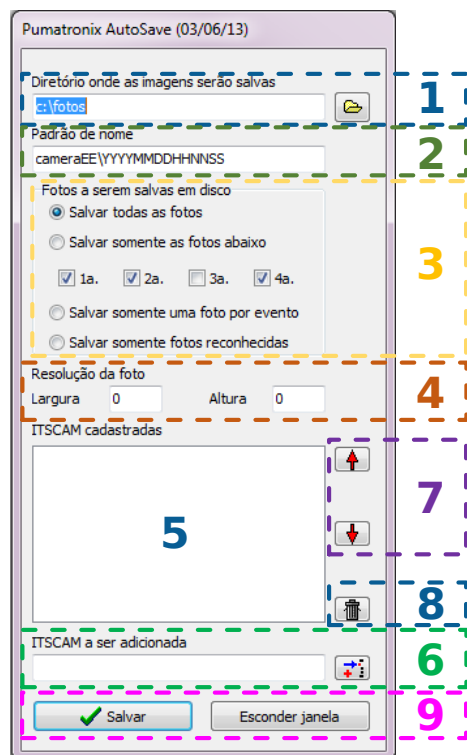 Pumatronix AutoSave (03/06/13)
Diretório onde as imagens serão salvas
c:\fotos
1
Padrão de nome
cameraEE\YYYYMMDDHHNNSS
2
Fotos a serem salvas em disco
Salvar todas as fotos
Salvar somente as fotos abaixo
1a. 2a. 3a. 4a.
3
Salvar somente uma foto por evento
Salvar somente fotos reconhecidas
Resolução da foto
Largura 0 Altura 0
4
ITSCAM cadastradas
5
7
8
ITSCAM a ser adicionada
6
Salvar Esconder janela
9